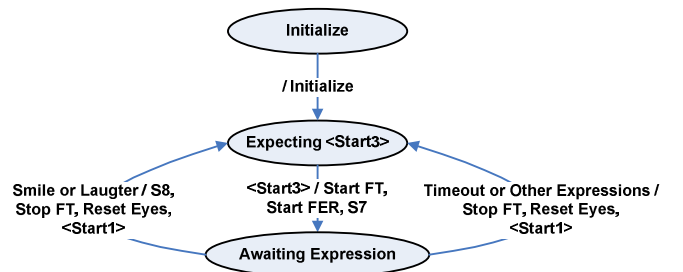 Initialize
/ Initialize
Expecting <Start3>
Smile or Laugter / S8,
Stop FT, Reset Eyes,
<Start1>
<Start3> / Start FT,
Start FER, S7
Timeout or Other Expressions /
Stop FT, Reset Eyes,
<Start1>
Awaiting Expression